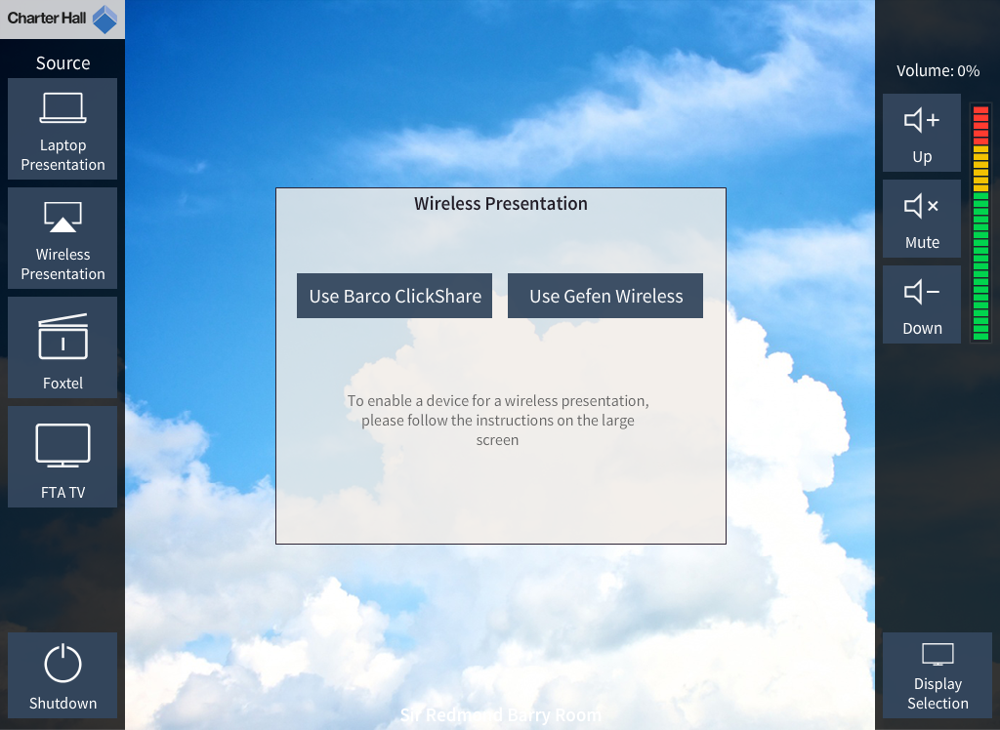 Charter Hall
Source
Laptop
Presentation
Wireless
Presentation
Foxtel
FTA TV
Shutdown
Wireless Presentation
Use Barco ClickShare
Use Gefen Wireless
To enable a device for a wireless presentation,
please follow the instructions on the large
screen
Sir Redmond Barry Room
Volume: 0%
Up
Mute
Down
Display
Selection